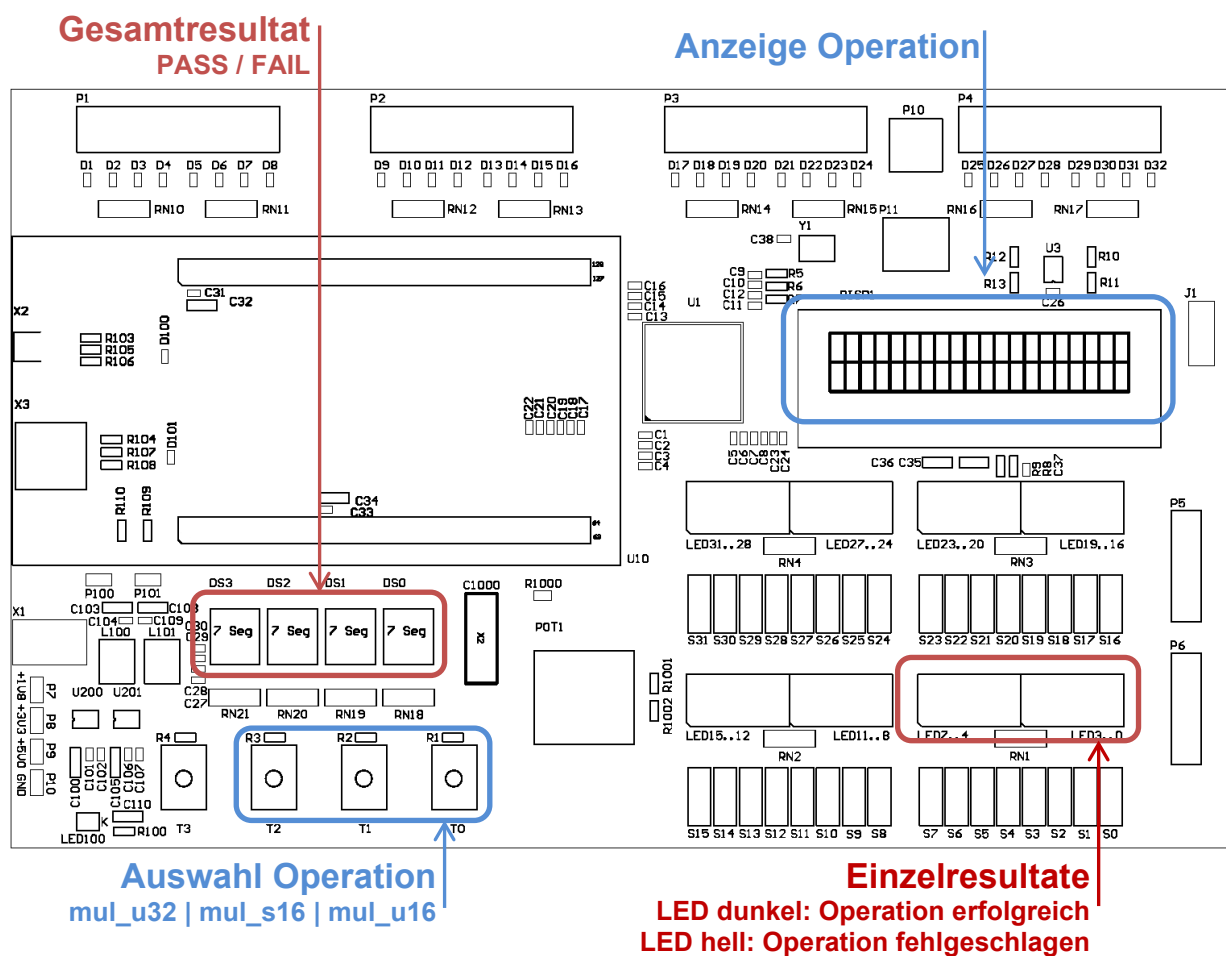 Gesamtresultat
PASS / FAIL
Anzeige Operation
P1
P2
P3
P10
P4
D1 D2 D3 D4 D5 D6 D7 D8
D9 D10 D11 D12 D13 D14 D15 D16
D17 D18 D19 D20 D21 D22 D23 D24
D25 D26 D27 D28 D29 D30 D31 D32
RN10 RN11
RN12 RN13
RN14 RN15
P11
RN16 RN17
Y1
C38
R12 U3 R10
R13 C26 R11
C9 R5
C10 R6
C12
C11
128
127
C31
C32
C16
C15
C14
C13
U1
J1
X2
R103
R105
R106
D100
X3
R104
R107
R108
D101
R110
R109
C22
C21
C20
C19
C18
C17
C1
C2
C3
C4
C5
C6
C7
C8
C23
C24
C36 C35
R9
R8
C37
C34
C33
64
63
U10
LED31..28 LED27..24
RN4
LED23..20 LED19..16
RN3
P5
S31 S30 S29 S28 S27 S26 S25 S24
S23 S22 S21 S20 S19 S18 S17 S16
P100 P101
C103 C108
C104 C109
X1
L100 L101
DS3 DS2 DS1 DS0
C30
C29
7 Seg 7 Seg 7 Seg 7 Seg
C28
C27
C1000
X2
R1000
POT1
R1001
R1002
P6
+1V8 P7
+3V3 P8
+5V0 P9
GND P10
U200 U201
RN21 RN20 RN19 RN18
R4 R3 R2 R1
LED15..12 LED11..8
RN2
LED7..4 LED3..0
RN1
C100
C101
C102
C105
C106
C107
C110
K
R100
LED100
T3 T2 T1 T0
S15 S14 S13 S12 S11 S10 S9 S8
S7 S6 S5 S4 S3 S2 S1 S0
Auswahl Operation
mul_u32 | mul_s16 | mul_u16
Einzelresultate
LED dunkel: Operation erfolgreich
LED hell: Operation fehlgeschlagen